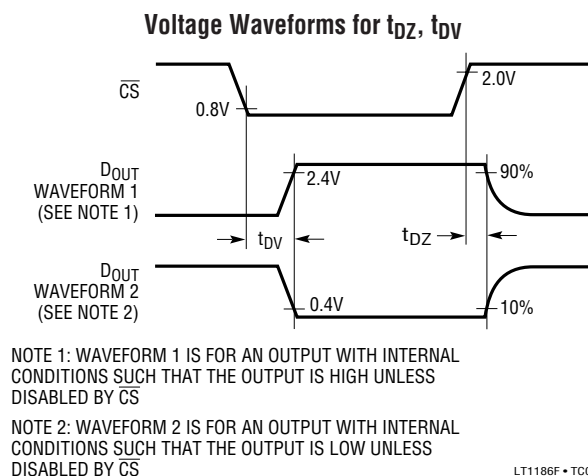 Voltage Waveforms for tDZ, tDV
CS
0.8V
2.0V
DOUT
WAVEFORM 1
(SEE NOTE 1)
2.4V
90%
tDV
tDZ
DOUT
WAVEFORM 2
(SEE NOTE 2)
0.4V
10%
NOTE 1: WAVEFORM 1 IS FOR AN OUTPUT WITH INTERNAL
CONDITIONS SUCH THAT THE OUTPUT IS HIGH UNLESS
DISABLED BY CS
NOTE 2: WAVEFORM 2 IS FOR AN OUTPUT WITH INTERNAL
CONDITIONS SUCH THAT THE OUTPUT IS LOW UNLESS
DISABLED BY CS
LT1186F • TC